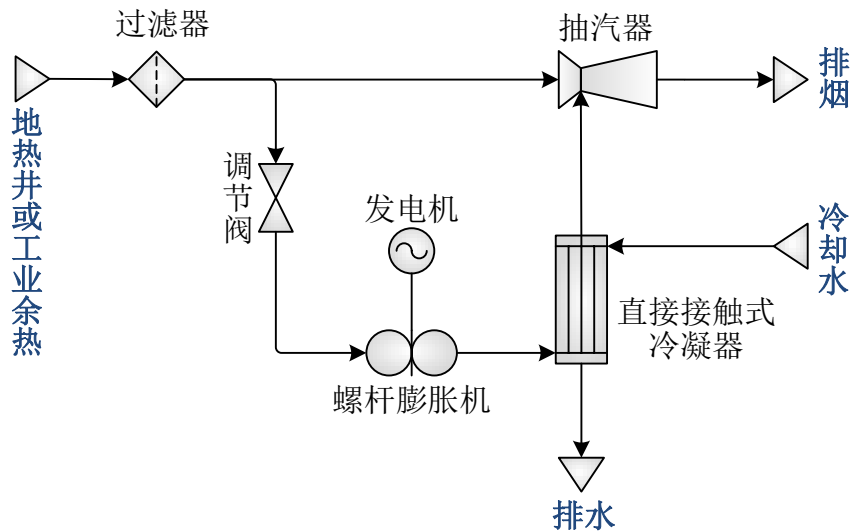 过滤器
抽汽器
排烟
地热井或工业余热
调节阀
发电机
冷却水
直接接触式
冷凝器
螺杆膨胀机
排水